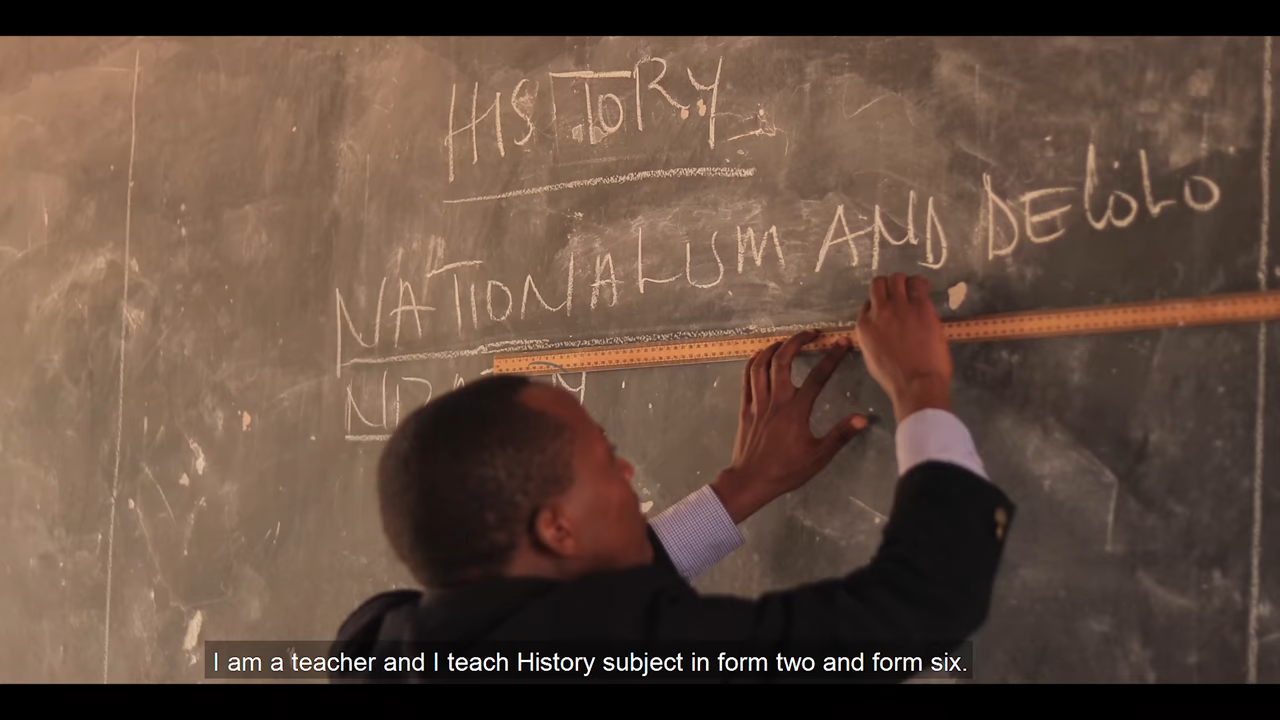 HISTORY
NATIONALISM AND DECOLO
I am a teacher and I teach History subject in form two and form six.